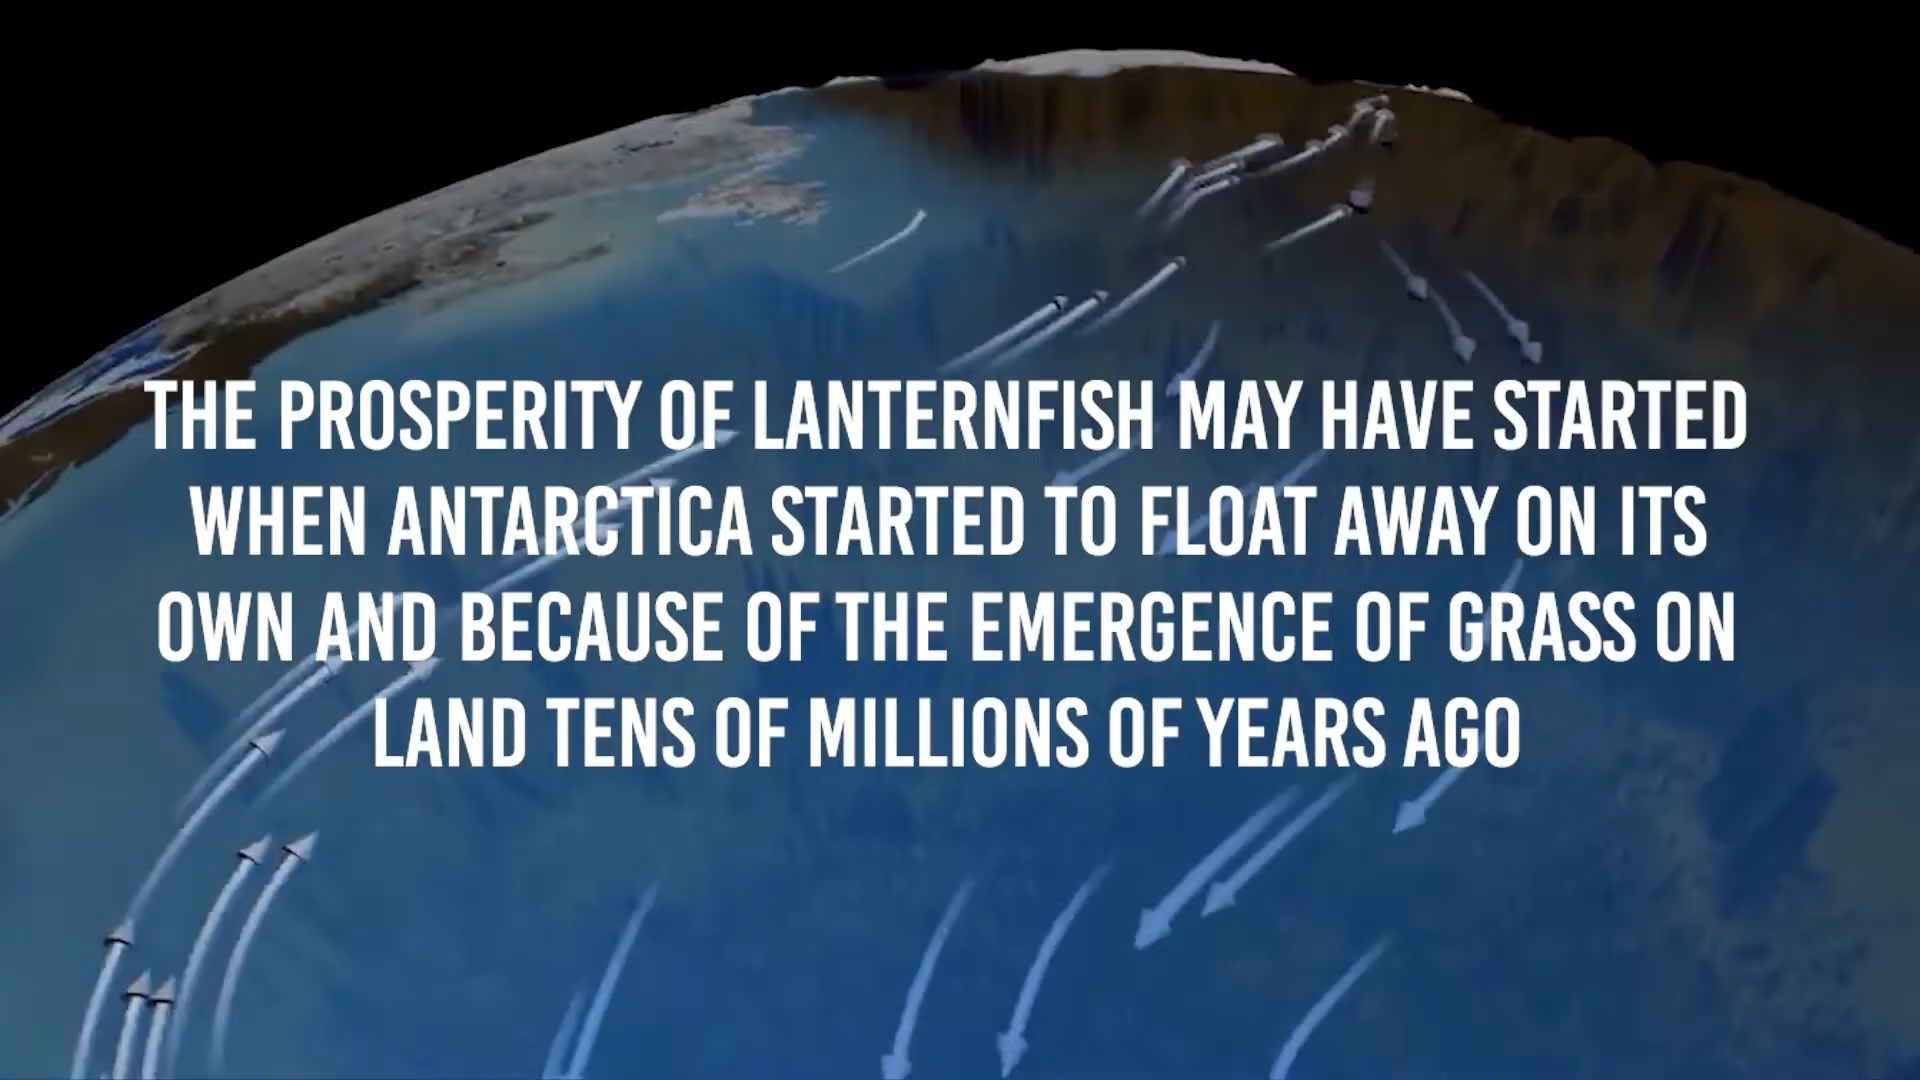 THE PROSPERITY OF LANTERNFISH MAY HAVE STARTED
WHEN ANTARCTICA STARTED TO FLOAT AWAY ON ITS
OWN AND BECAUSE OF THE EMERGENCE OF GRASS ON
LAND TENS OF MILLIONS OF YEARS AGO